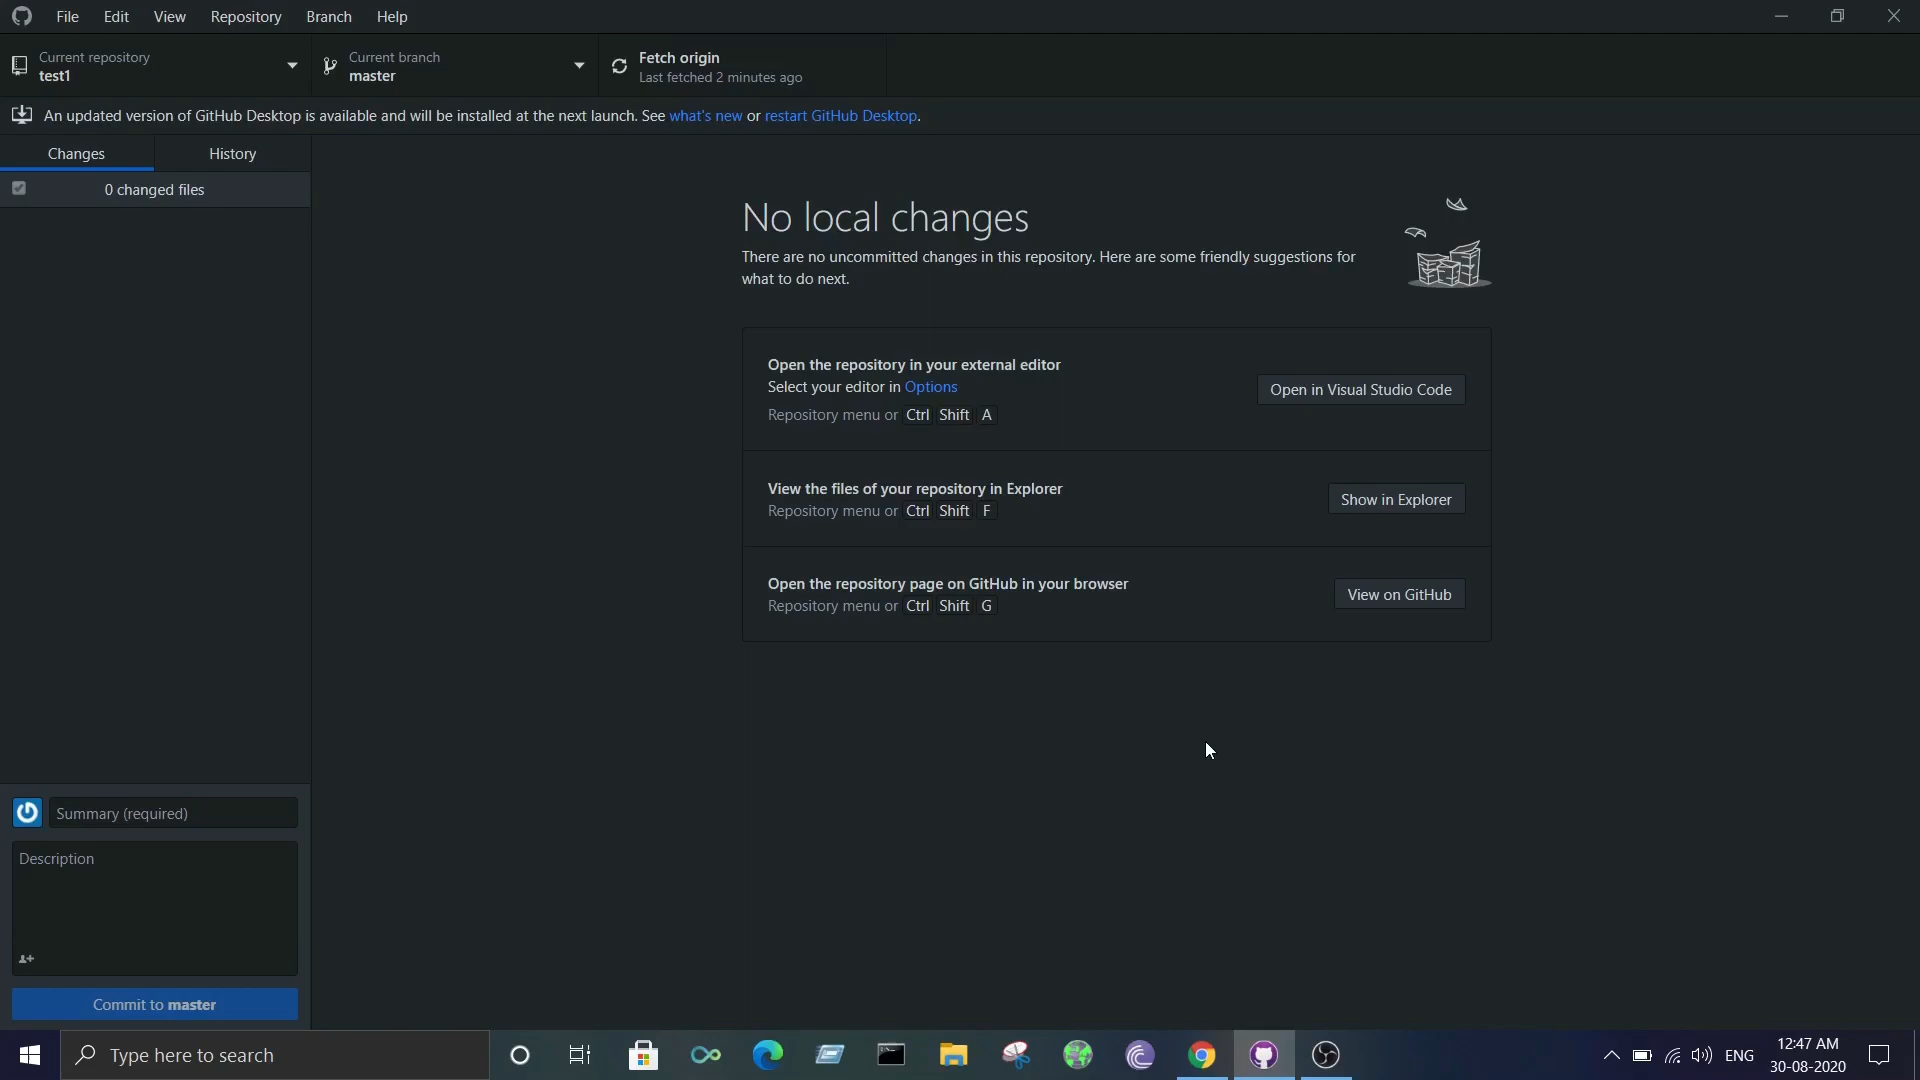 File Edit View Repository Branch Help
Current repository
test1
Current branch
master
Fetch origin
Last fetched 2 minutes ago
An updated version of GitHub Desktop is available and will be installed at the next launch. See what's new or restart GitHub Desktop.
Changes History
0 changed files
No local changes
There are no uncommitted changes in this repository. Here are some friendly suggestions for
what to do next.
Open the repository in your external editor
Select your editor in Options
Repository menu or Ctrl Shift A
Open in Visual Studio Code
View the files of your repository in Explorer
Repository menu or Ctrl Shift F
Show in Explorer
Open the repository page on GitHub in your browser
Repository menu or Ctrl Shift G
View on GitHub
Summary (required)
Description
Commit to master
Type here to search
ENG
12:47 AM
30-08-2020